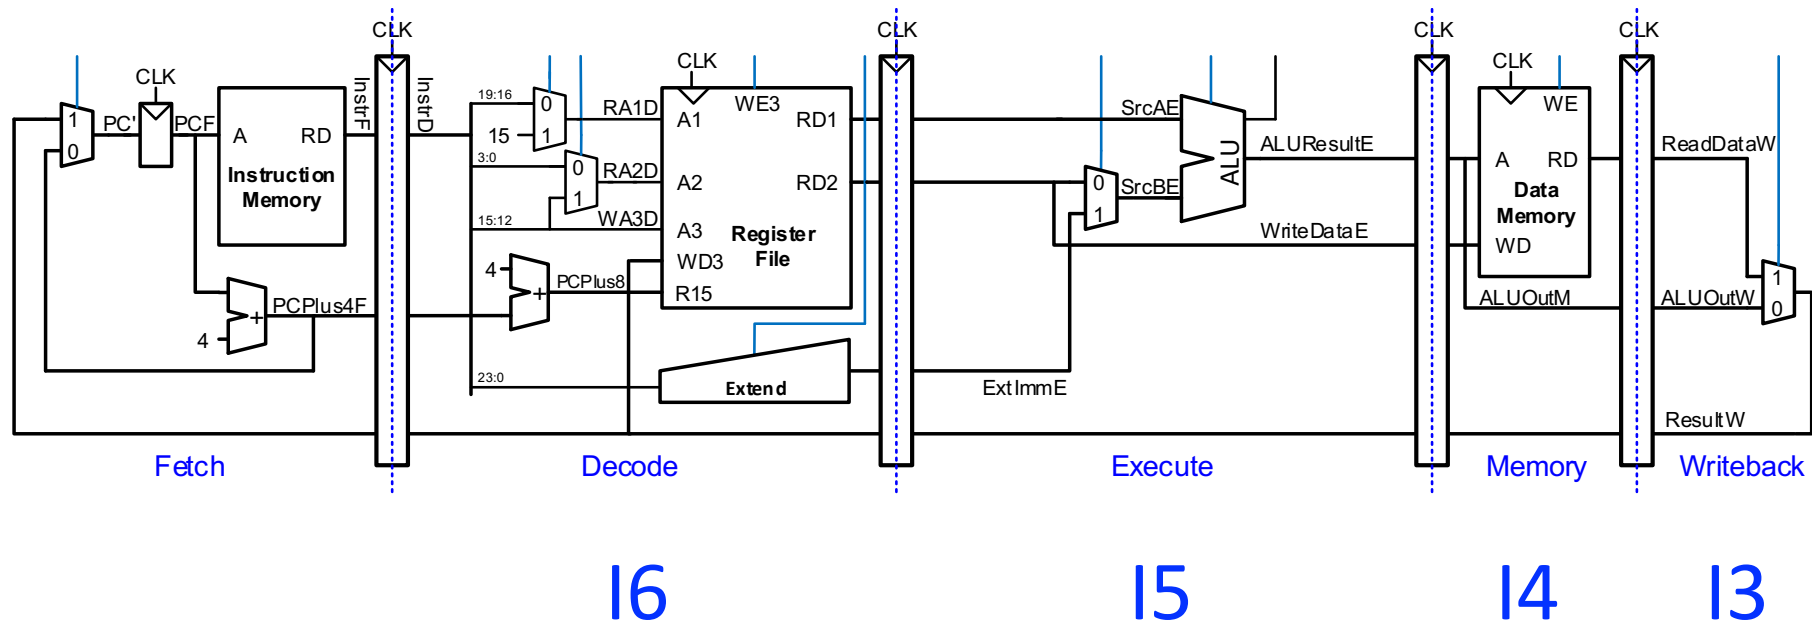 CLK
CLK
CLK
CLK
CLK
CLK
CLK
1
0
PC'
PCF
A
RD
Instruction
Memory
InstrF
InstrD
4
+
PCPlus4F
19:16
0
1
15
RA1D
3:0
0
1
RA2D
15:12
WA3D
4
+
PCPlus8
A1
WE3
RD1
A2
RD2
A3
Register
File
WD3
R15
23:0
Extend
ExtImmE
SrcAE
0
1
SrcBE
ALU
ALUResultE
WriteDataE
WE
A
RD
Data
Memory
WD
ALUOutM
ReadDataW
ALUOutW
1
0
ResultW
Fetch
Decode
Execute
Memory
Writeback
I6
I5
I4
I3